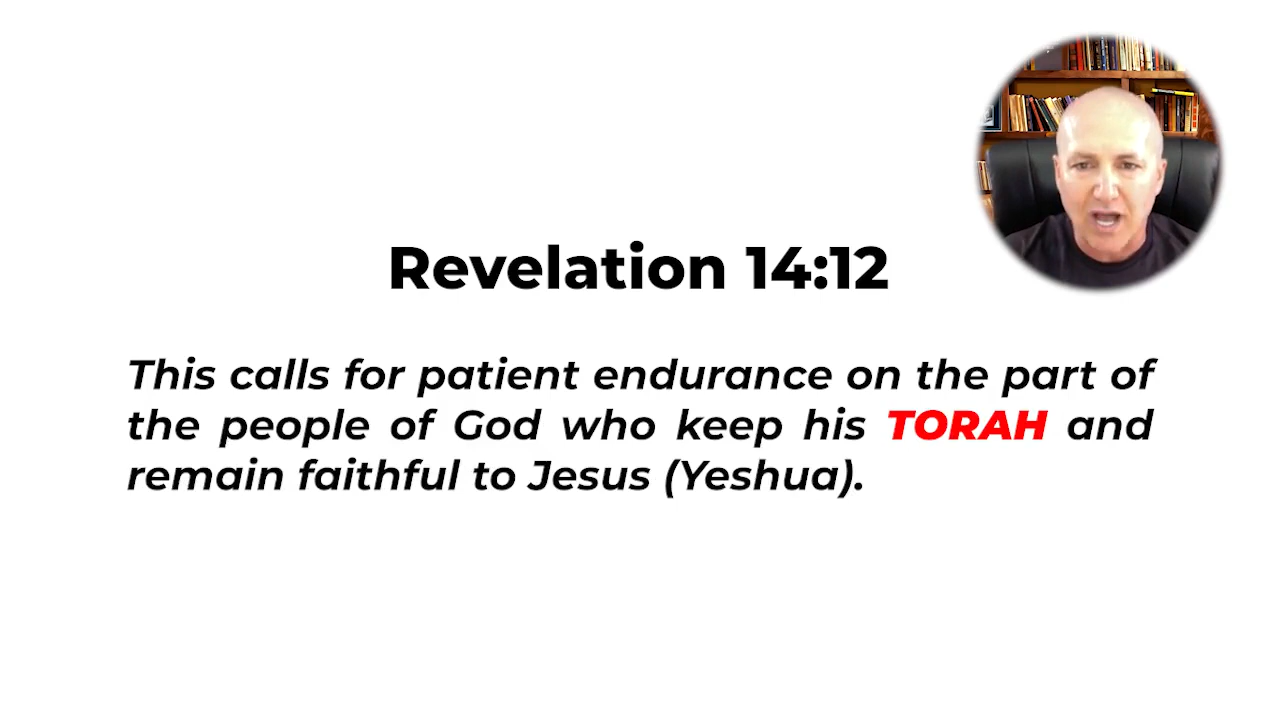 Revelation 14:12
This calls for patient endurance on the part of
the people of God who keep his TORAH and
remain faithful to Jesus (Yeshua).